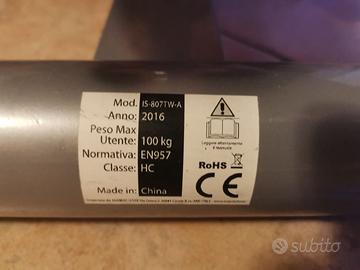 Mod. IS-807TW-A
Anno: 2016
Peso Max
Utente: 100 kg
Normativa: EN957
Classe: HC
Made in: China
Leggere attentamente
il manuale
RoHS
CE
subito